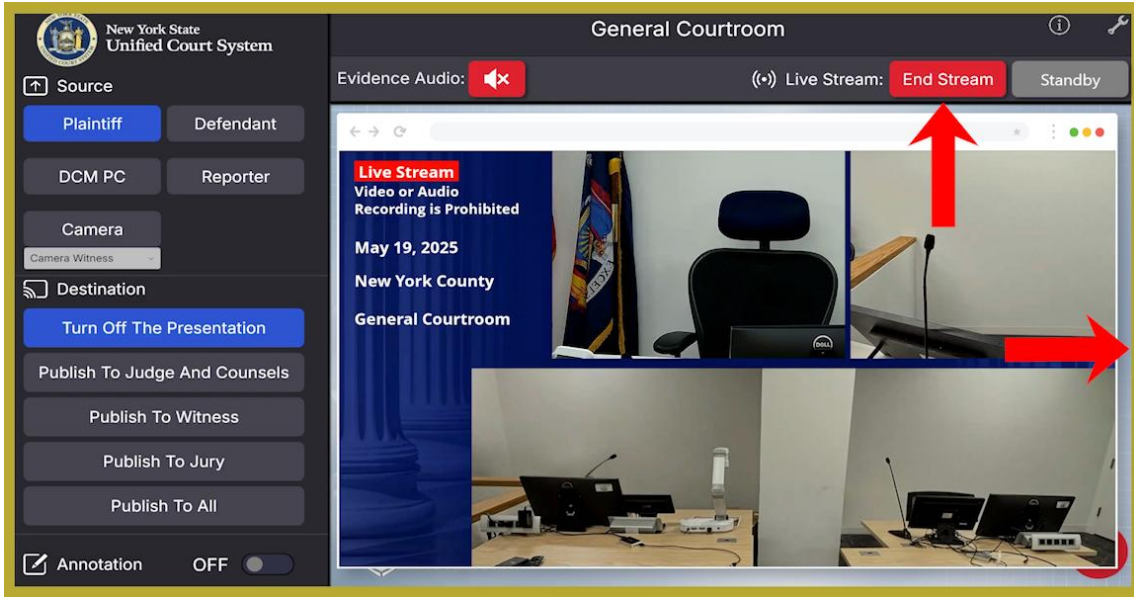 New York State
Unified Court System
General Courtroom
Source
Evidence Audio:
Live Stream:
End Stream
Standby
Plaintiff
Defendant
DCM PC
Reporter
Camera
Camera Witness
Destination
Turn Off The Presentation
Publish To Judge And Counsels
Publish To Witness
Publish To Jury
Publish To All
Annotation
OFF
Live Stream
Video or Audio
Recording is Prohibited
May 19, 2025
New York County
General Courtroom
DELL